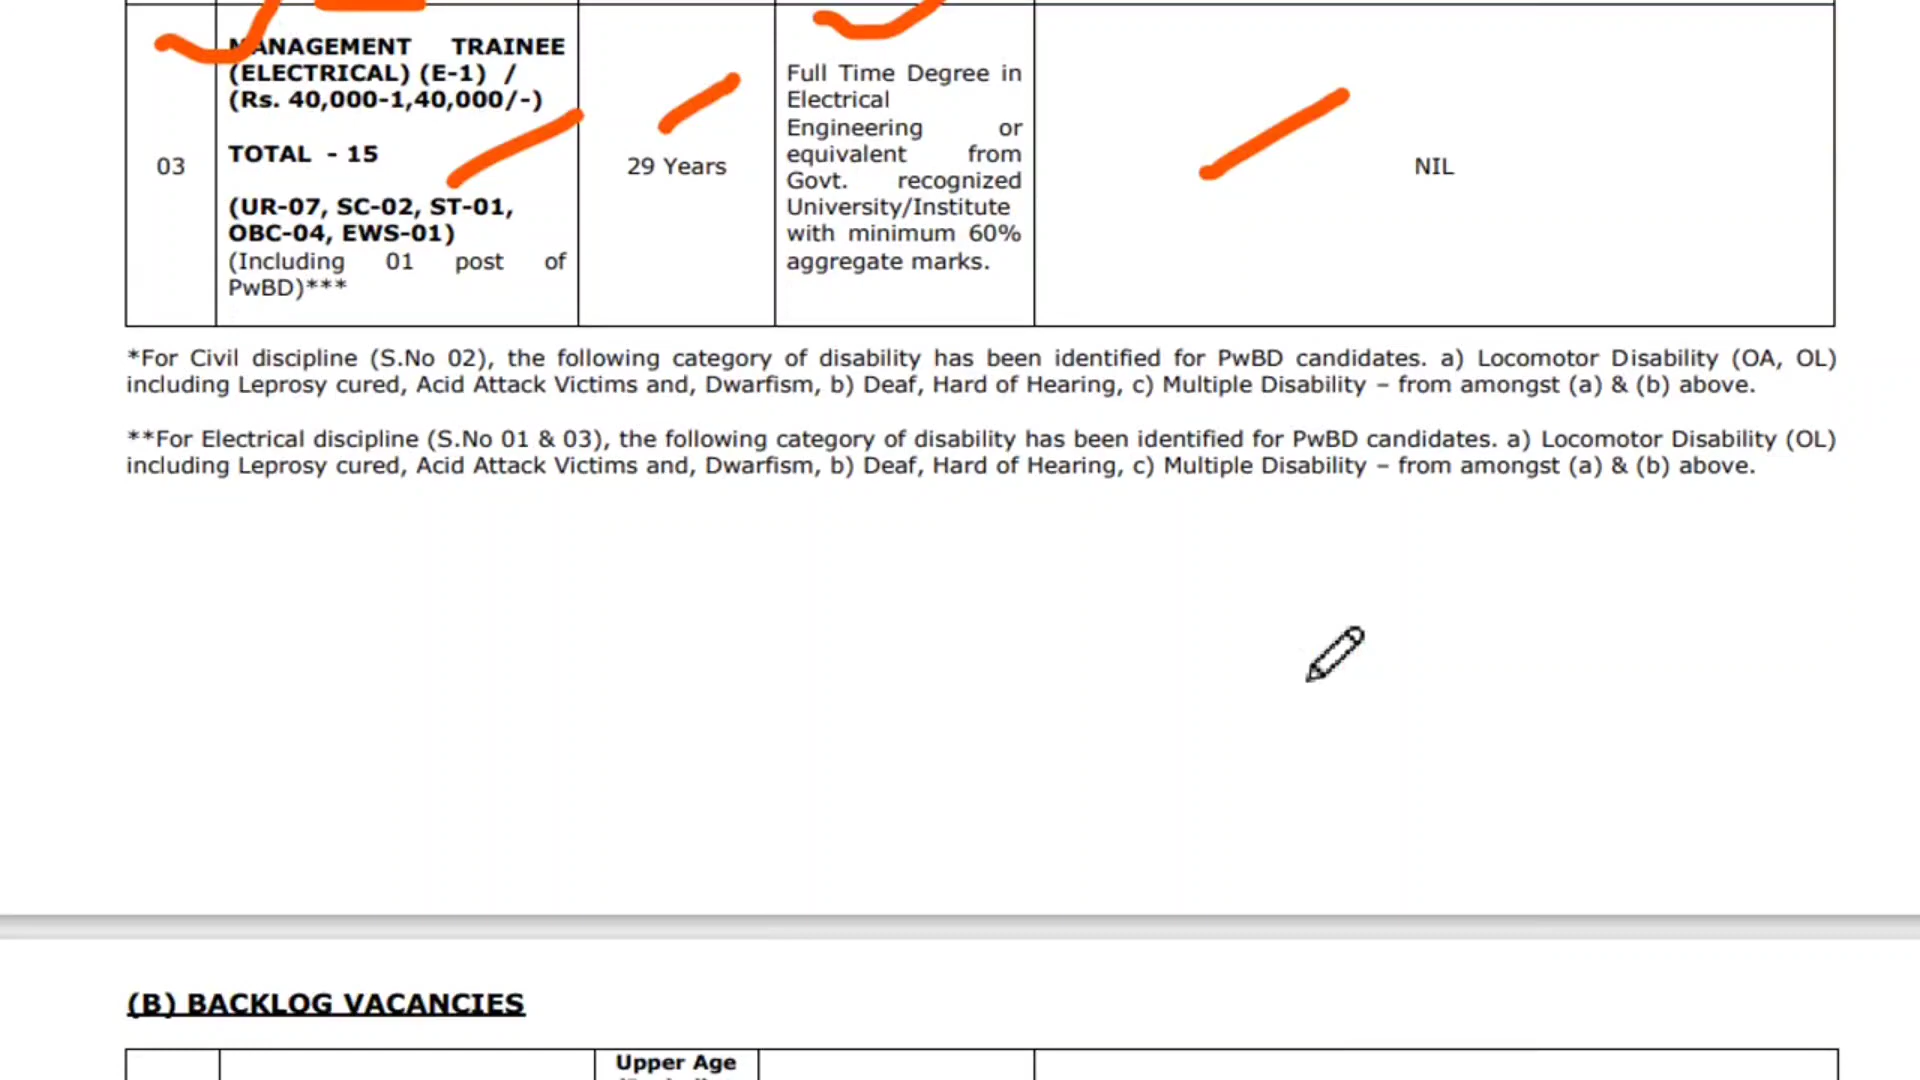 03
MANAGEMENT TRAINEE
(ELECTRICAL) (E-1) /
(Rs. 40,000-1,40,000/-)
TOTAL - 15
(UR-07, SC-02, ST-01,
OBC-04, EWS-01)
(Including 01 post of
PwBD)***
29 Years
Full Time Degree in
Electrical
Engineering or
equivalent from
Govt. recognized
University/Institute
with minimum 60%
aggregate marks.
NIL
*For Civil discipline (S.No 02), the following category of disability has been identified for PwBD candidates. a) Locomotor Disability (OA, OL)
including Leprosy cured, Acid Attack Victims and, Dwarfism, b) Deaf, Hard of Hearing, c) Multiple Disability – from amongst (a) & (b) above.
**For Electrical discipline (S.No 01 & 03), the following category of disability has been identified for PwBD candidates. a) Locomotor Disability (OL)
including Leprosy cured, Acid Attack Victims and, Dwarfism, b) Deaf, Hard of Hearing, c) Multiple Disability – from amongst (a) & (b) above.
(B) BACKLOG VACANCIES
Upper Age